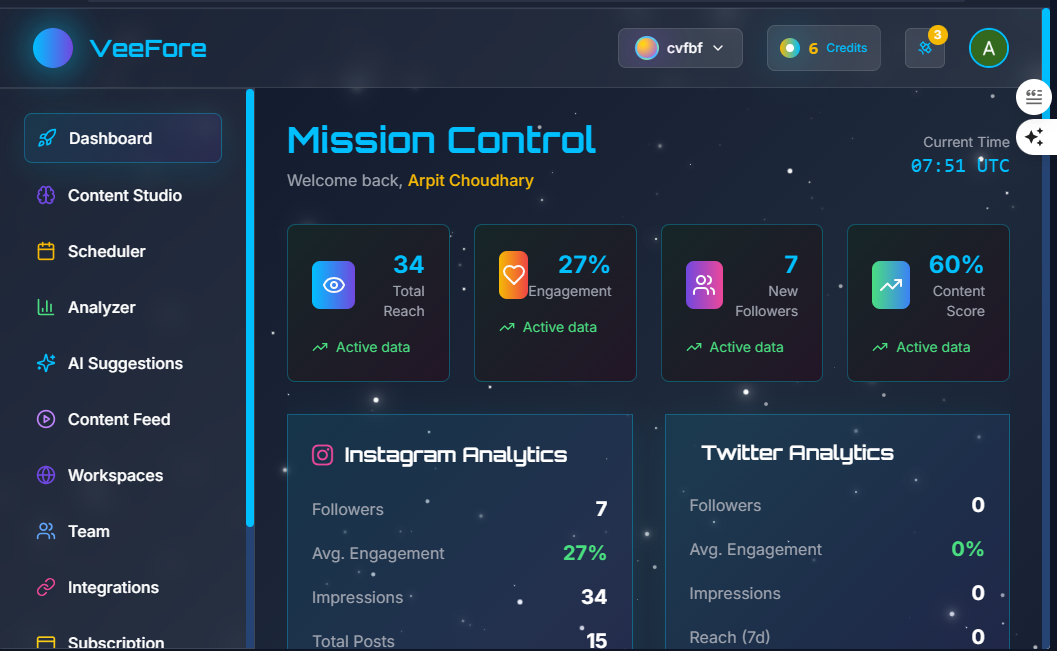 VeeFore
cvfbf
6 Credits
3
A
Dashboard
Content Studio
Scheduler
Analyzer
AI Suggestions
Content Feed
Workspaces
Team
Integrations
Subscription
Mission Control
Welcome back, Arpit Choudhary
Current Time
07:51 UTC
34
Total
Reach
Active data
27%
Engagement
Active data
7
New
Followers
Active data
60%
Content
Score
Active data
Instagram Analytics
Followers 7
Avg. Engagement 27%
Impressions 34
Total Posts 15
Twitter Analytics
Followers 0
Avg. Engagement 0%
Impressions 0
Reach (7d) 0